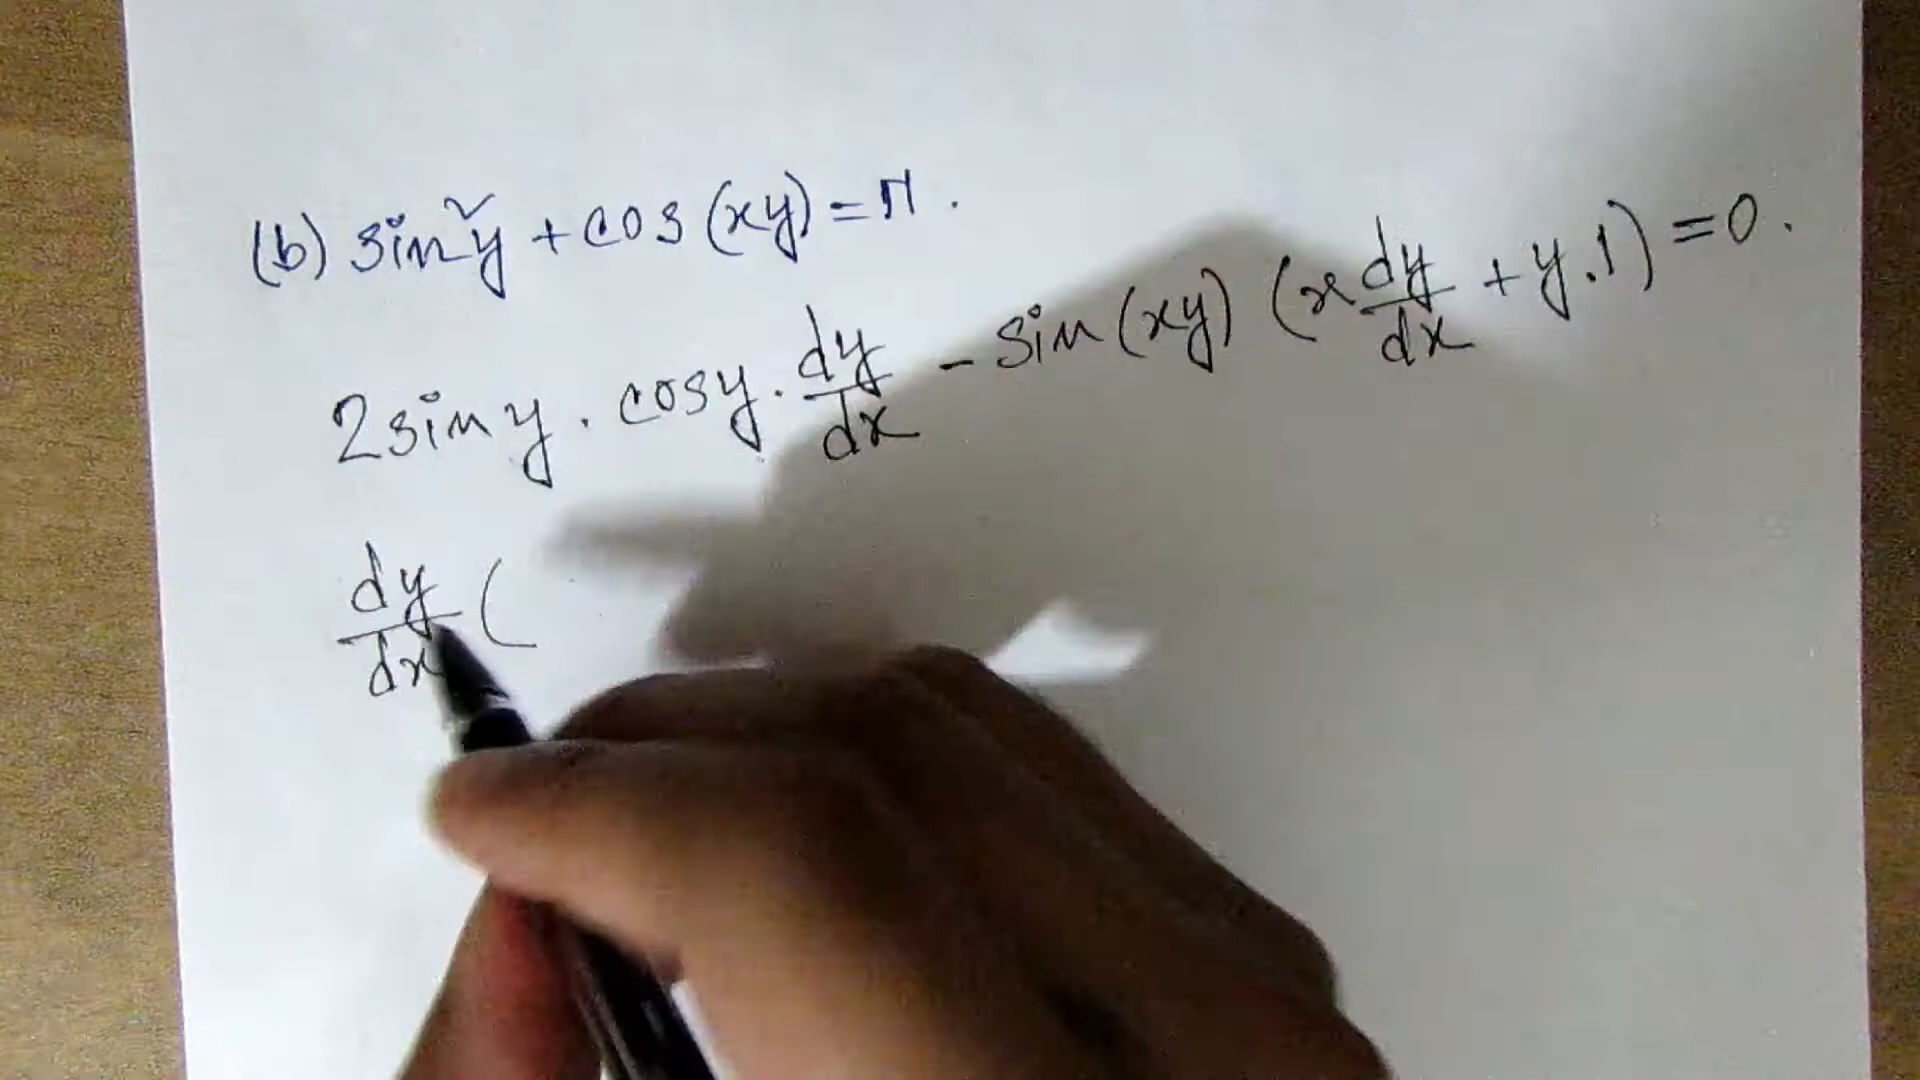 (b) sin²y + cos(xy) = π.
2 sin y . cos y . dy/dx - sin(xy) (x dy/dx + y.1) = 0.
dy/dx (